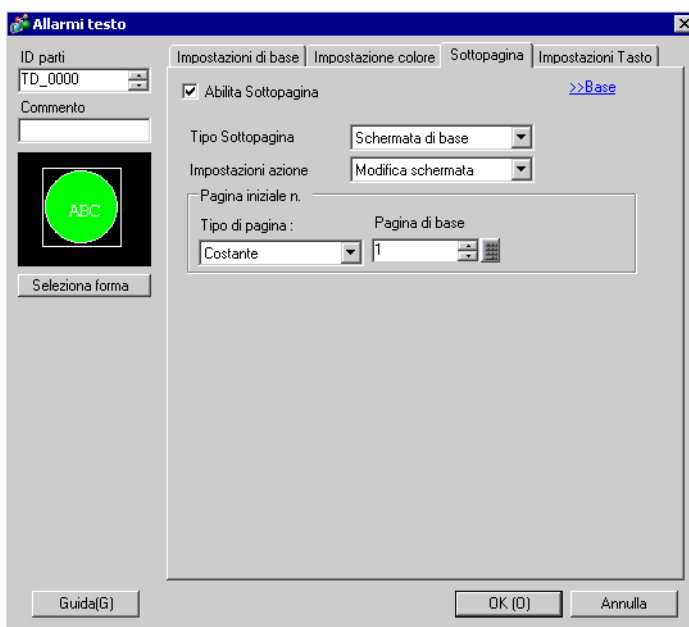 Allarmi testo
ID parti
TD_0000
Commento
ABC
Seleziona forma
Impostazioni di base
Impostazione colore
Sottopagina
Impostazioni Tasto
Abilita Sottopagina
>>Base
Tipo Sottopagina
Schermata di base
Impostazioni azione
Modifica schermata
Pagina iniziale n.
Tipo di pagina :
Pagina di base
Costante
1
Guida(G)
OK (O)
Annulla